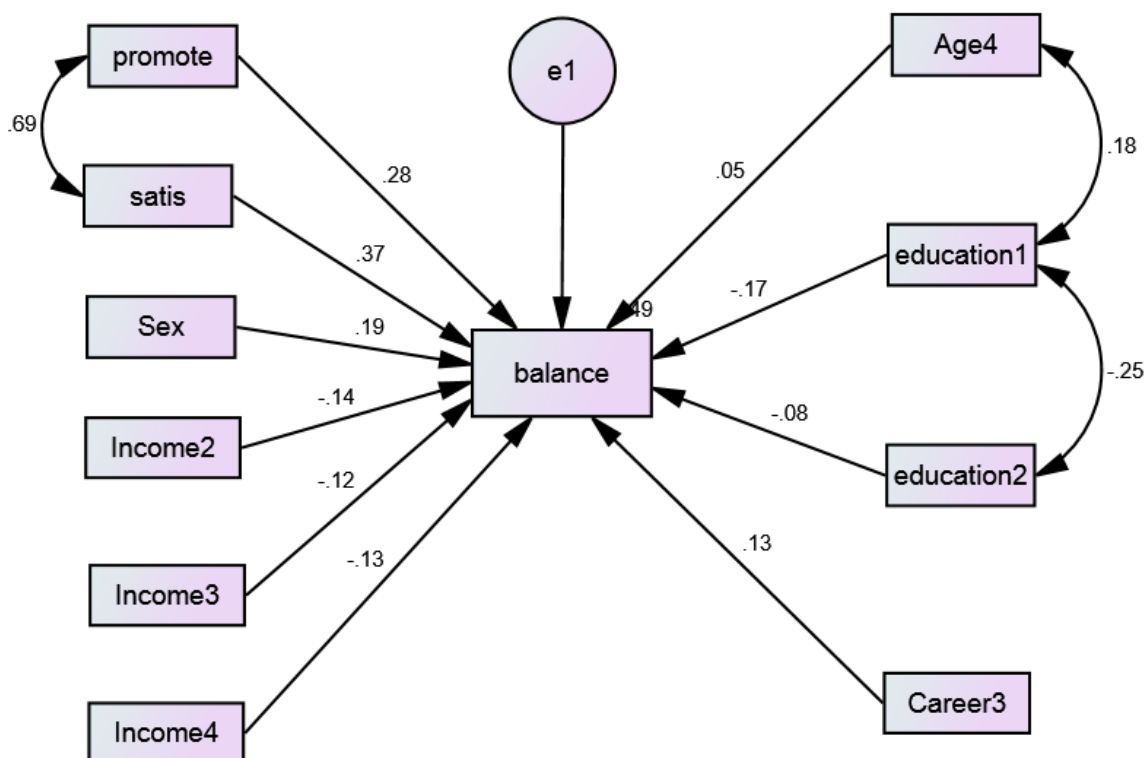 promote
e1
Age4
.69
.28
.18
satis
.05
.37
education1
Sex
.19
-.17
balance
Income2
-.14
-.08
-.25
education2
Income3
-.12
-.13
.13
Income4
Career3